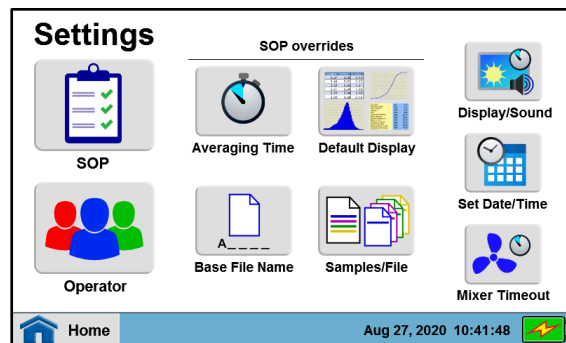 Settings
SOP overrides
SOP
Averaging Time
Default Display
Display/Sound
Set Date/Time
Operator
A_ _ _ _
Base File Name
Samples/File
Mixer Timeout
Home
Aug 27, 2020 10:41:48